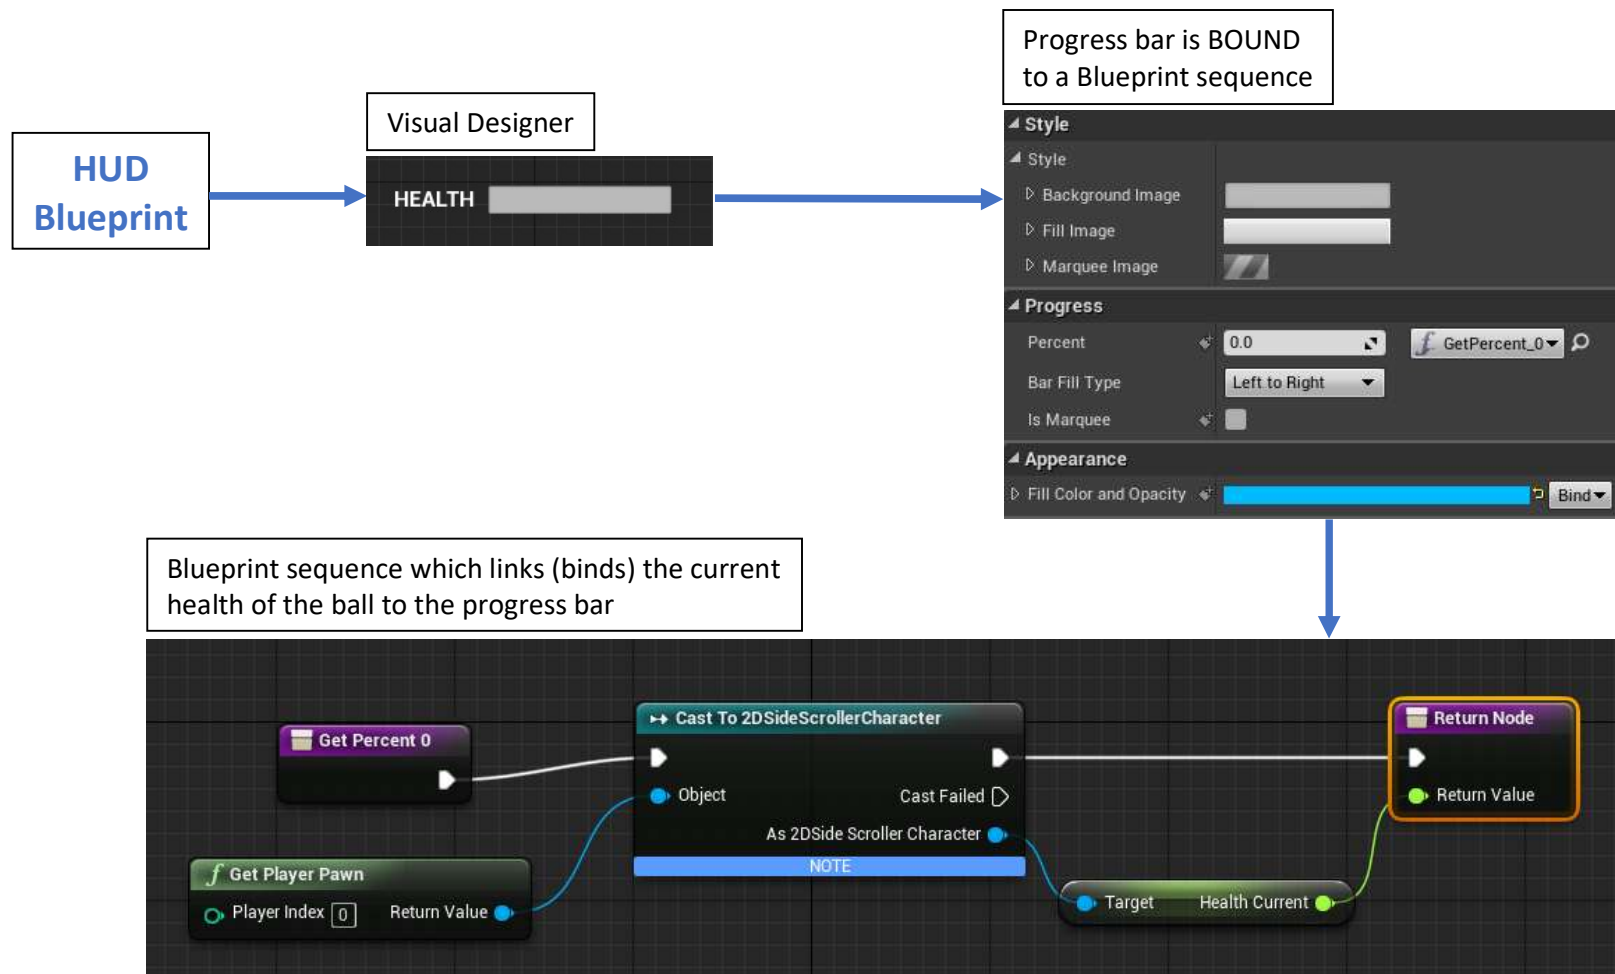 Progress bar is BOUND
to a Blueprint sequence
Visual Designer
HUD
Blueprint
HEALTH
Style
Style
Background Image
Fill Image
Marquee Image
Progress
Percent 0.0 GetPercent_0
Bar Fill Type Left to Right
Is Marquee
Appearance
Fill Color and Opacity Bind
Blueprint sequence which links (binds) the current
health of the ball to the progress bar
Get Percent 0
Cast To 2DSideScrollerCharacter
Object Cast Failed
As 2DSide Scroller Character
NOTE
f Get Player Pawn
Player Index 0 Return Value
Target Health Current
Return Node
Return Value